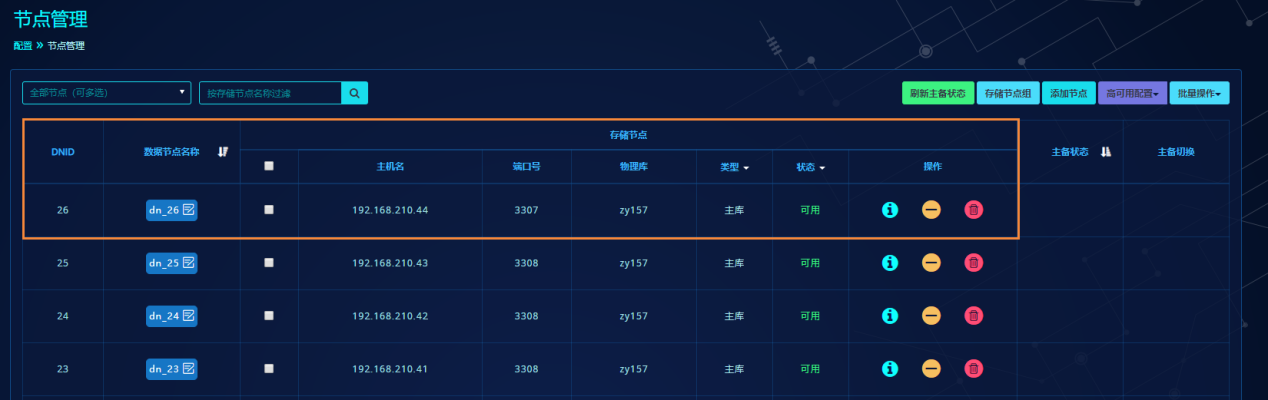 节点管理
配置 » 节点管理
全部节点（可多选） 按存储节点名称过滤 刷新主备状态 存储节点组 添加节点 高可用配置 批量操作
DNID 数据节点名称 存储节点 主备状态 主备切换
主机名 端口号 物理库 类型 状态 操作
26 dn_26 192.168.210.44 3307 zy157 主库 可用
25 dn_25 192.168.210.43 3308 zy157 主库 可用
24 dn_24 192.168.210.42 3308 zy157 主库 可用
23 dn_23 192.168.210.41 3308 zy157 主库 可用